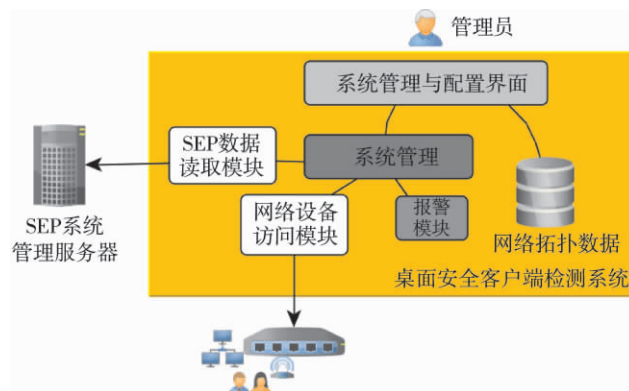 管理员
系统管理与配置界面
SEP数据
读取模块
系统管理
SEP系统
管理服务器
网络设备
访问模块
报警
模块
网络拓扑数据
桌面安全客户端检测系统